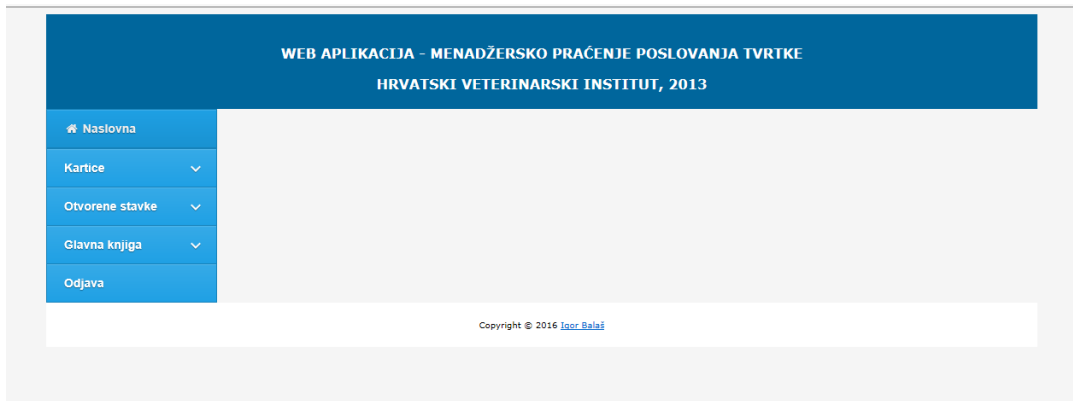 WEB APLIKACIJA - MENADŽERSKO PRAĆENJE POSLOVANJA TVRTKE
HRVATSKI VETERINARSKI INSTITUT, 2013
Naslovna
Kartice
Otvorene stavke
Glavna knjiga
Odjava
Copyright © 2016 Igor Balaš